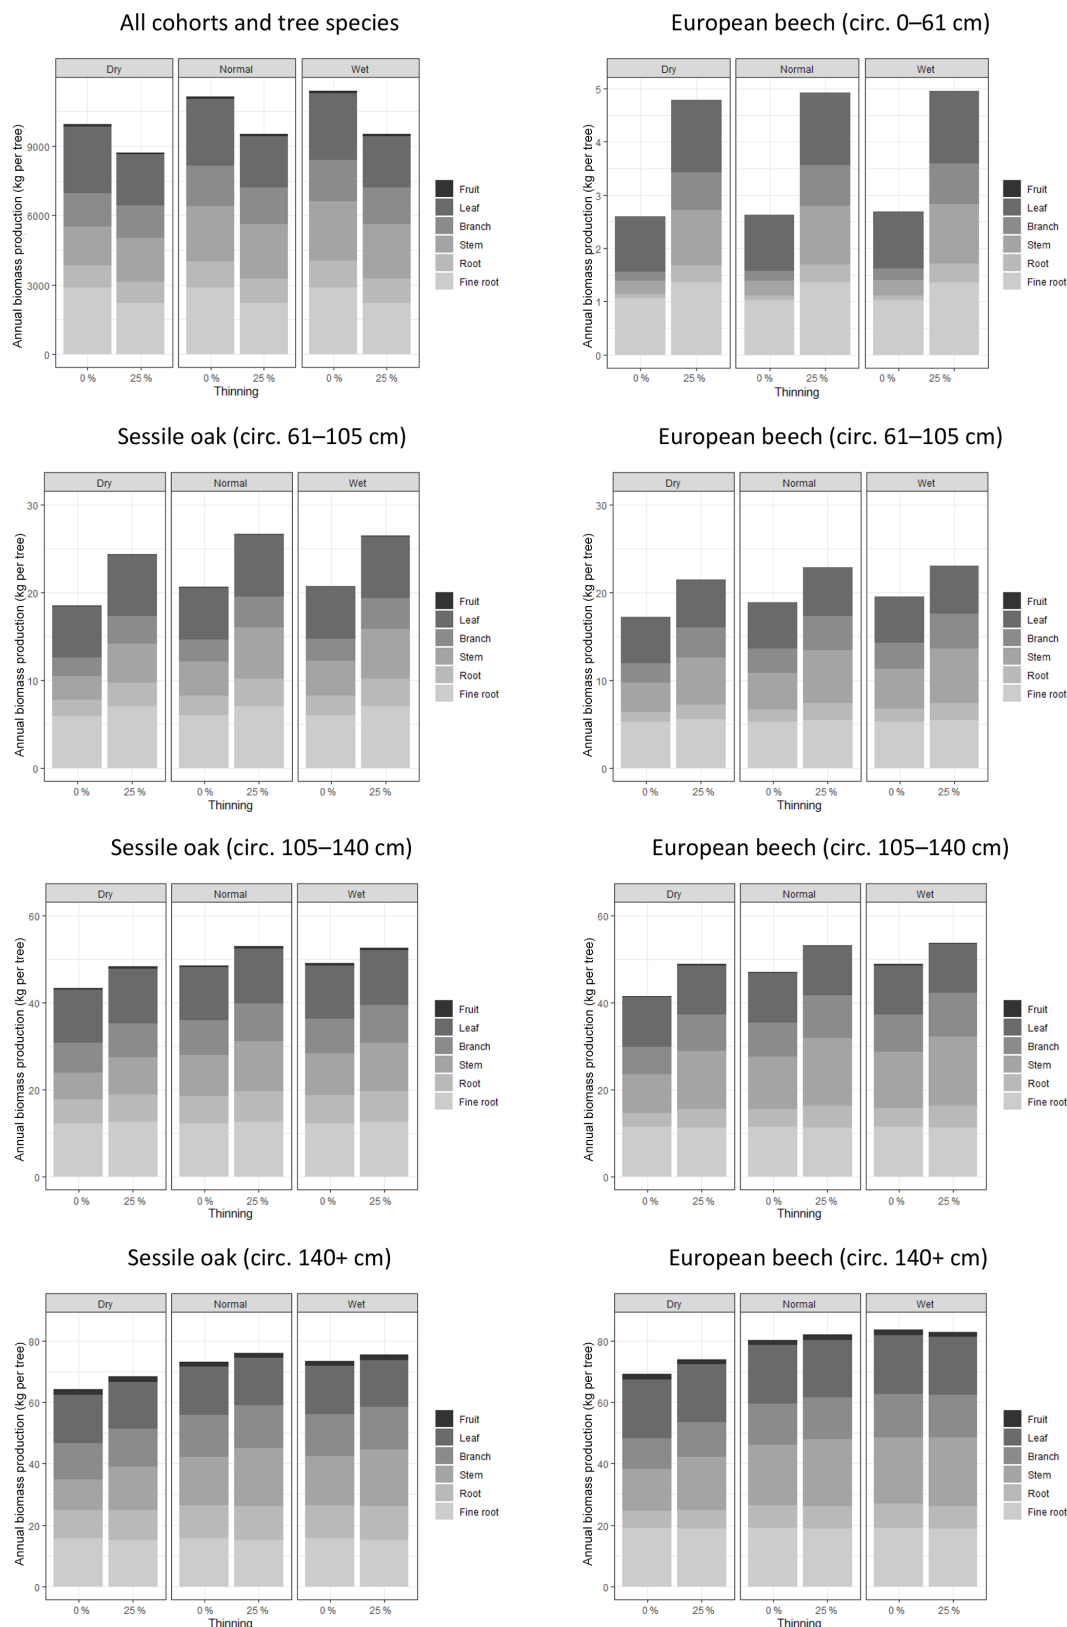 All cohorts and tree species
Annual biomass production (kg per tree)
Dry
Normal
Wet
9000
6000
3000
0
0 %
25 %
0 %
25 %
0 %
25 %
Thinning
Fruit
Leaf
Branch
Stem
Root
Fine root
European beech (circ. 0–61 cm)
Annual biomass production (kg per tree)
Dry
Normal
Wet
5
4
3
2
1
0
0 %
25 %
0 %
25 %
0 %
25 %
Thinning
Fruit
Leaf
Branch
Stem
Root
Fine root
Sessile oak (circ. 61–105 cm)
Annual biomass production (kg per tree)
Dry
Normal
Wet
30
20
10
0
0 %
25 %
0 %
25 %
0 %
25 %
Thinning
Fruit
Leaf
Branch
Stem
Root
Fine root
European beech (circ. 61–105 cm)
Annual biomass production (kg per tree)
Dry
Normal
Wet
30
20
10
0
0 %
25 %
0 %
25 %
0 %
25 %
Thinning
Fruit
Leaf
Branch
Stem
Root
Fine root
Sessile oak (circ. 105–140 cm)
Annual biomass production (kg per tree)
Dry
Normal
Wet
60
40
20
0
0 %
25 %
0 %
25 %
0 %
25 %
Thinning
Fruit
Leaf
Branch
Stem
Root
Fine root
European beech (circ. 105–140 cm)
Annual biomass production (kg per tree)
Dry
Normal
Wet
60
40
20
0
0 %
25 %
0 %
25 %
0 %
25 %
Thinning
Fruit
Leaf
Branch
Stem
Root
Fine root
Sessile oak (circ. 140+ cm)
Annual biomass production (kg per tree)
Dry
Normal
Wet
80
60
40
20
0
0 %
25 %
0 %
25 %
0 %
25 %
Thinning
Fruit
Leaf
Branch
Stem
Root
Fine root
European beech (circ. 140+ cm)
Annual biomass production (kg per tree)
Dry
Normal
Wet
80
60
40
20
0
0 %
25 %
0 %
25 %
0 %
25 %
Thinning
Fruit
Leaf
Branch
Stem
Root
Fine root